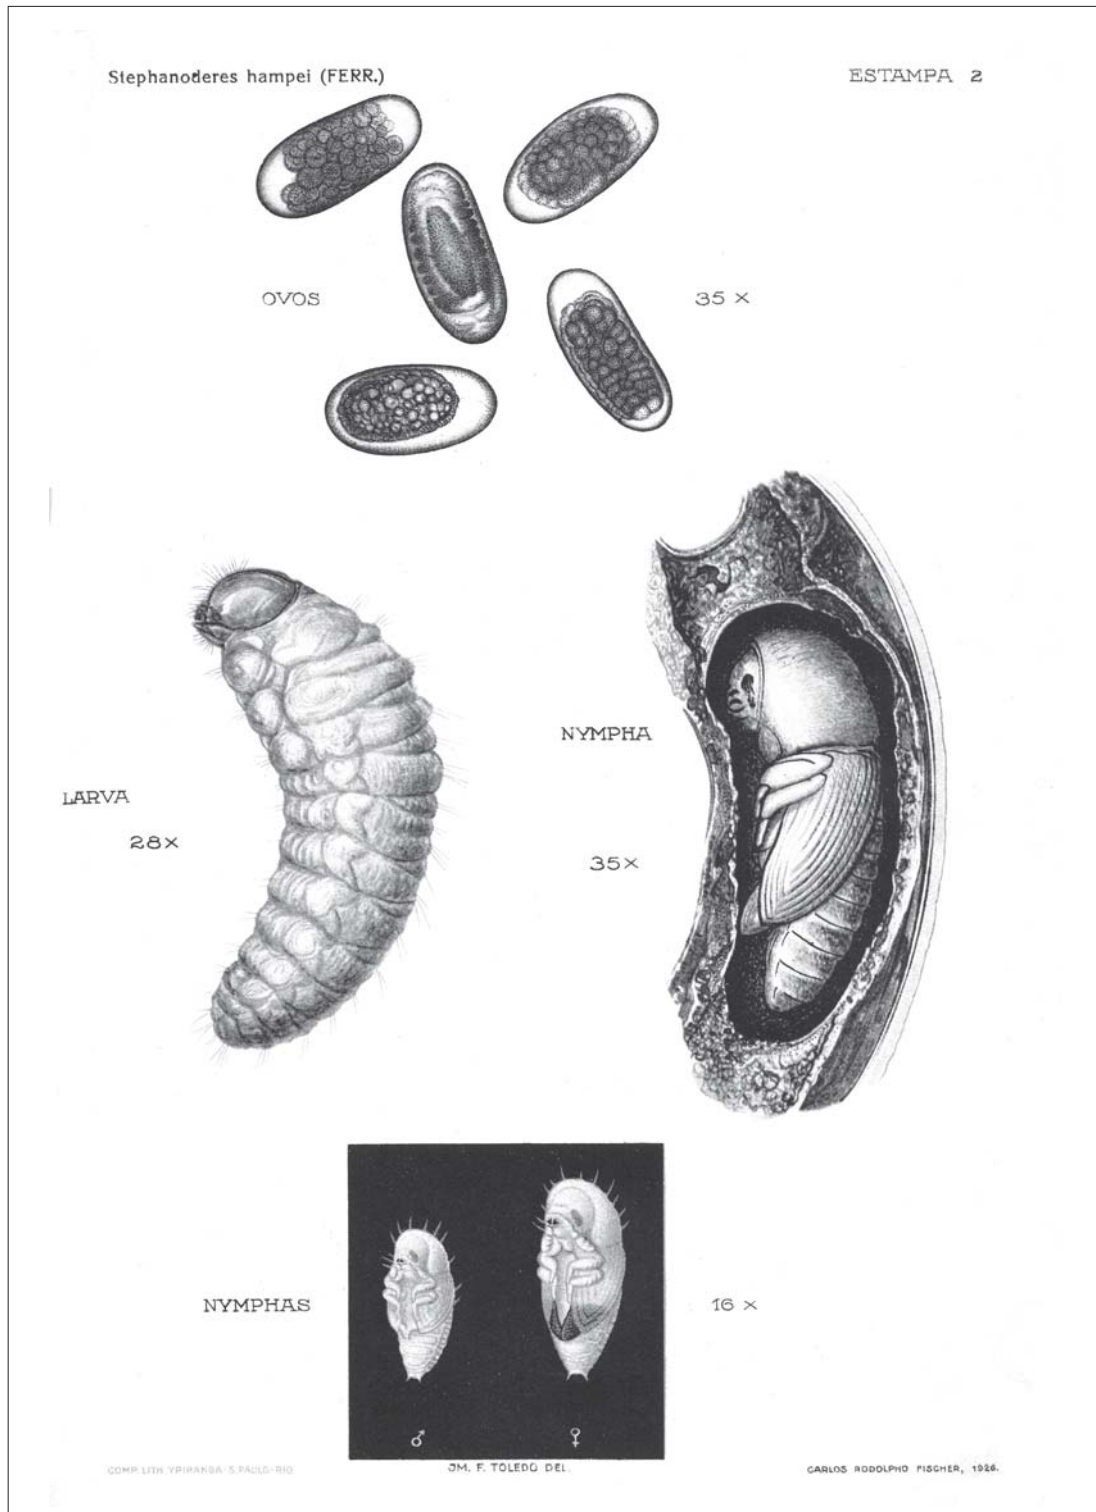 Stephanoderes hampei (FERR.)
ESTAMPA 2
OVOS
35 ×
NYMPHA
LARVA
28×
35×
NYMPHAS
16 ×
♂
♀
COMP. LITH. YPIRANGA - S. PAULO - RIO
JM. F. TOLEDO DEL.
CARLOS RODOLPHO FISCHER, 1926.